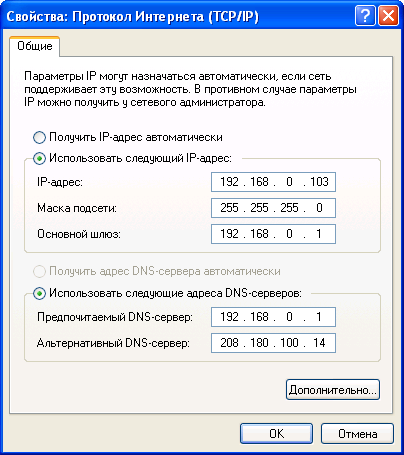 Свойства: Протокол Интернета (TCP/IP)
Общие
Параметры IP могут назначаться автоматически, если сеть
поддерживает эту возможность. В противном случае параметры
IP можно получить у сетевого администратора.
Получить IP-адрес автоматически
Использовать следующий IP-адрес:
IP-адрес: 192 . 168 . 0 . 103
Маска подсети: 255 . 255 . 255 . 0
Основной шлюз: 192 . 168 . 0 . 1
Получить адрес DNS-сервера автоматически
Использовать следующие адреса DNS-серверов:
Предпочитаемый DNS-сервер: 192 . 168 . 0 . 1
Альтернативный DNS-сервер: 208 . 180 . 100 . 14
Дополнительно...
OK Отмена